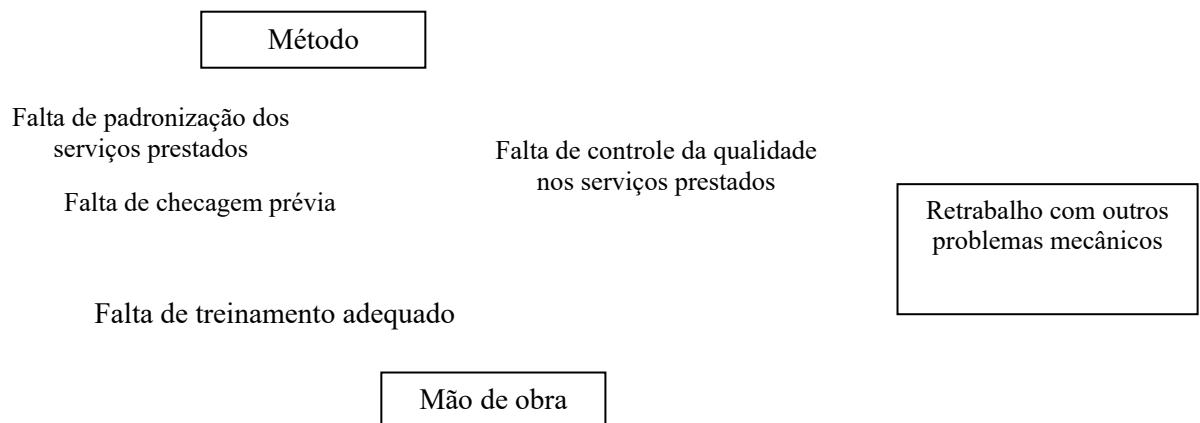 Método
Falta de padronização dos
serviços prestados
Falta de controle da qualidade
nos serviços prestados
Falta de checagem prévia
Retrabalho com outros
problemas mecânicos
Falta de treinamento adequado
Mão de obra